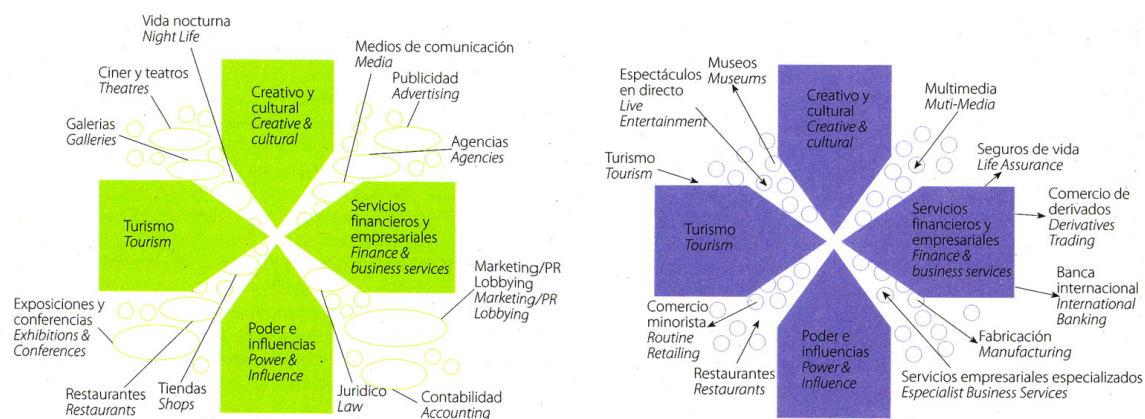 Vida nocturna
Night Life
Medios de comunicación
Media
Ciner y teatros
Theatres
Creativo y
cultural
Creative &
cultural
Publicidad
Advertising
Galerias
Galleries
Agencias
Agencies
Turismo
Tourism
Servicios
financieros y
empresariales
Finance &
business services
Exposiciones y
conferencias
Exhibitions &
Conferences
Poder e
influencias
Power &
Influence
Marketing/PR
Lobbying
Marketing/PR
Lobbying
Restaurantes
Restaurants
Tiendas
Shops
Juridico
Law
Contabilidad
Accounting
Museos
Museums
Espectáculos
en directo
Live
Entertainment
Creativo y
cultural
Creative &
cultural
Multimedia
Muti-Media
Turismo
Tourism
Seguros de vida
Life Assurance
Turismo
Tourism
Servicios
financieros y
empresariales
Finance &
business services
Comercio de
derivados
Derivatives
Trading
Banca
internacional
International
Banking
Comercio
minorista
Routine
Retailing
Poder e
influencias
Power &
Influence
Fabricación
Manufacturing
Restaurantes
Restaurants
Servicios empresariales especializados
Especialist Business Services